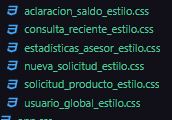 aclaracion_saldo_estilo.css
consulta_reciente_estilo.css
estadisticas_asesor_estilo.css
nueva_solicitud_estilo.css
solicitud_producto_estilo.css
usuario_global_estilo.css